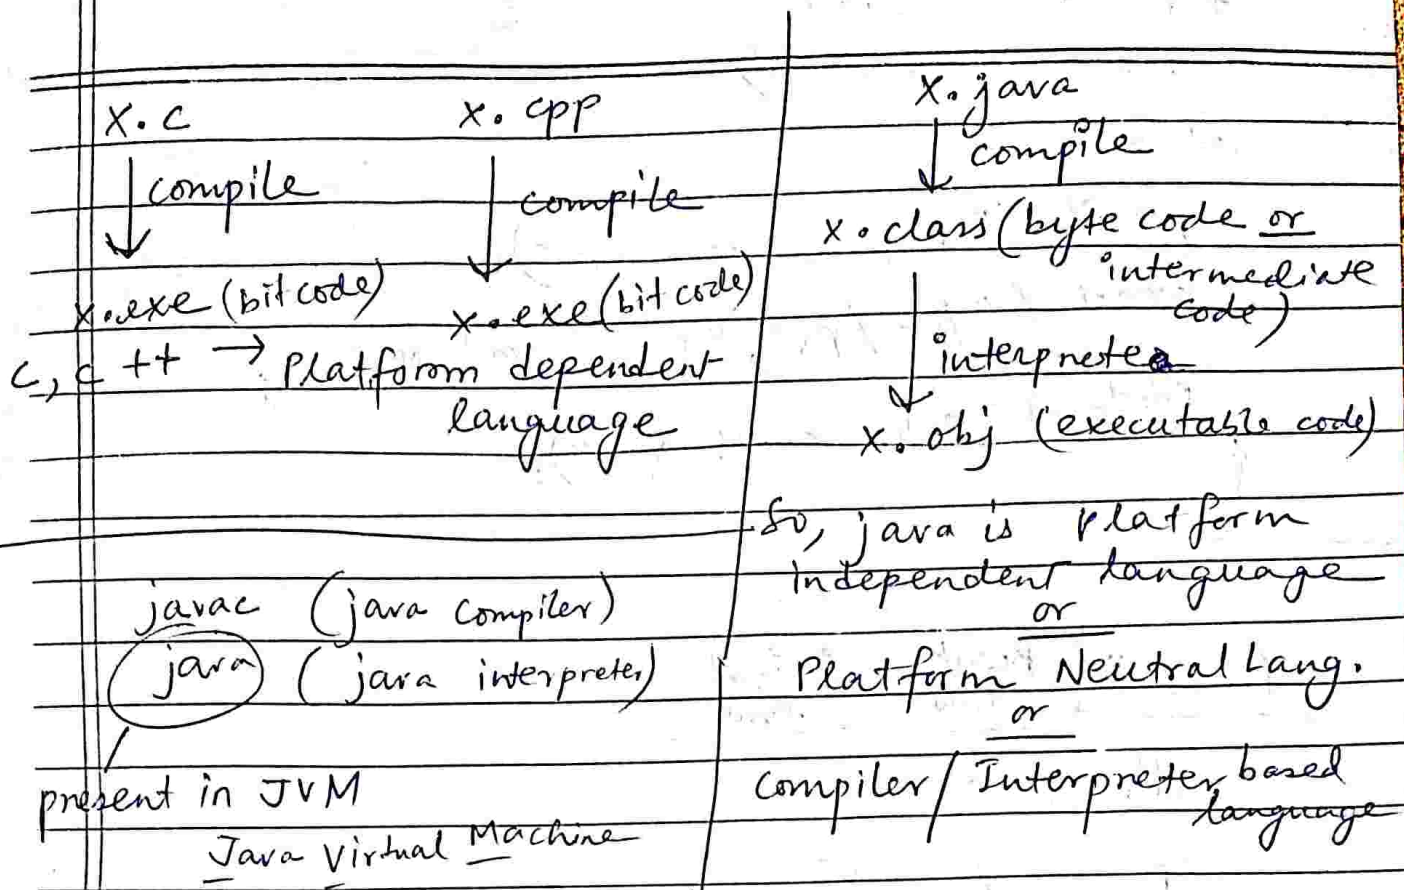 x.c
compile
x.exe (bitcode)
x.cpp
compile
x.exe (bit code)
c, c++ → Platform dependent
language
javac (java compiler)
java (java interpreter)
present in JVM
Java Virtual Machine
x.java
compile
x.class (byte code or
intermediate
code)
interpreter
x.obj (executable code)
So, java is platform
independent language
or
Platform Neutral Lang.
or
Compiler/Interpreter based
language